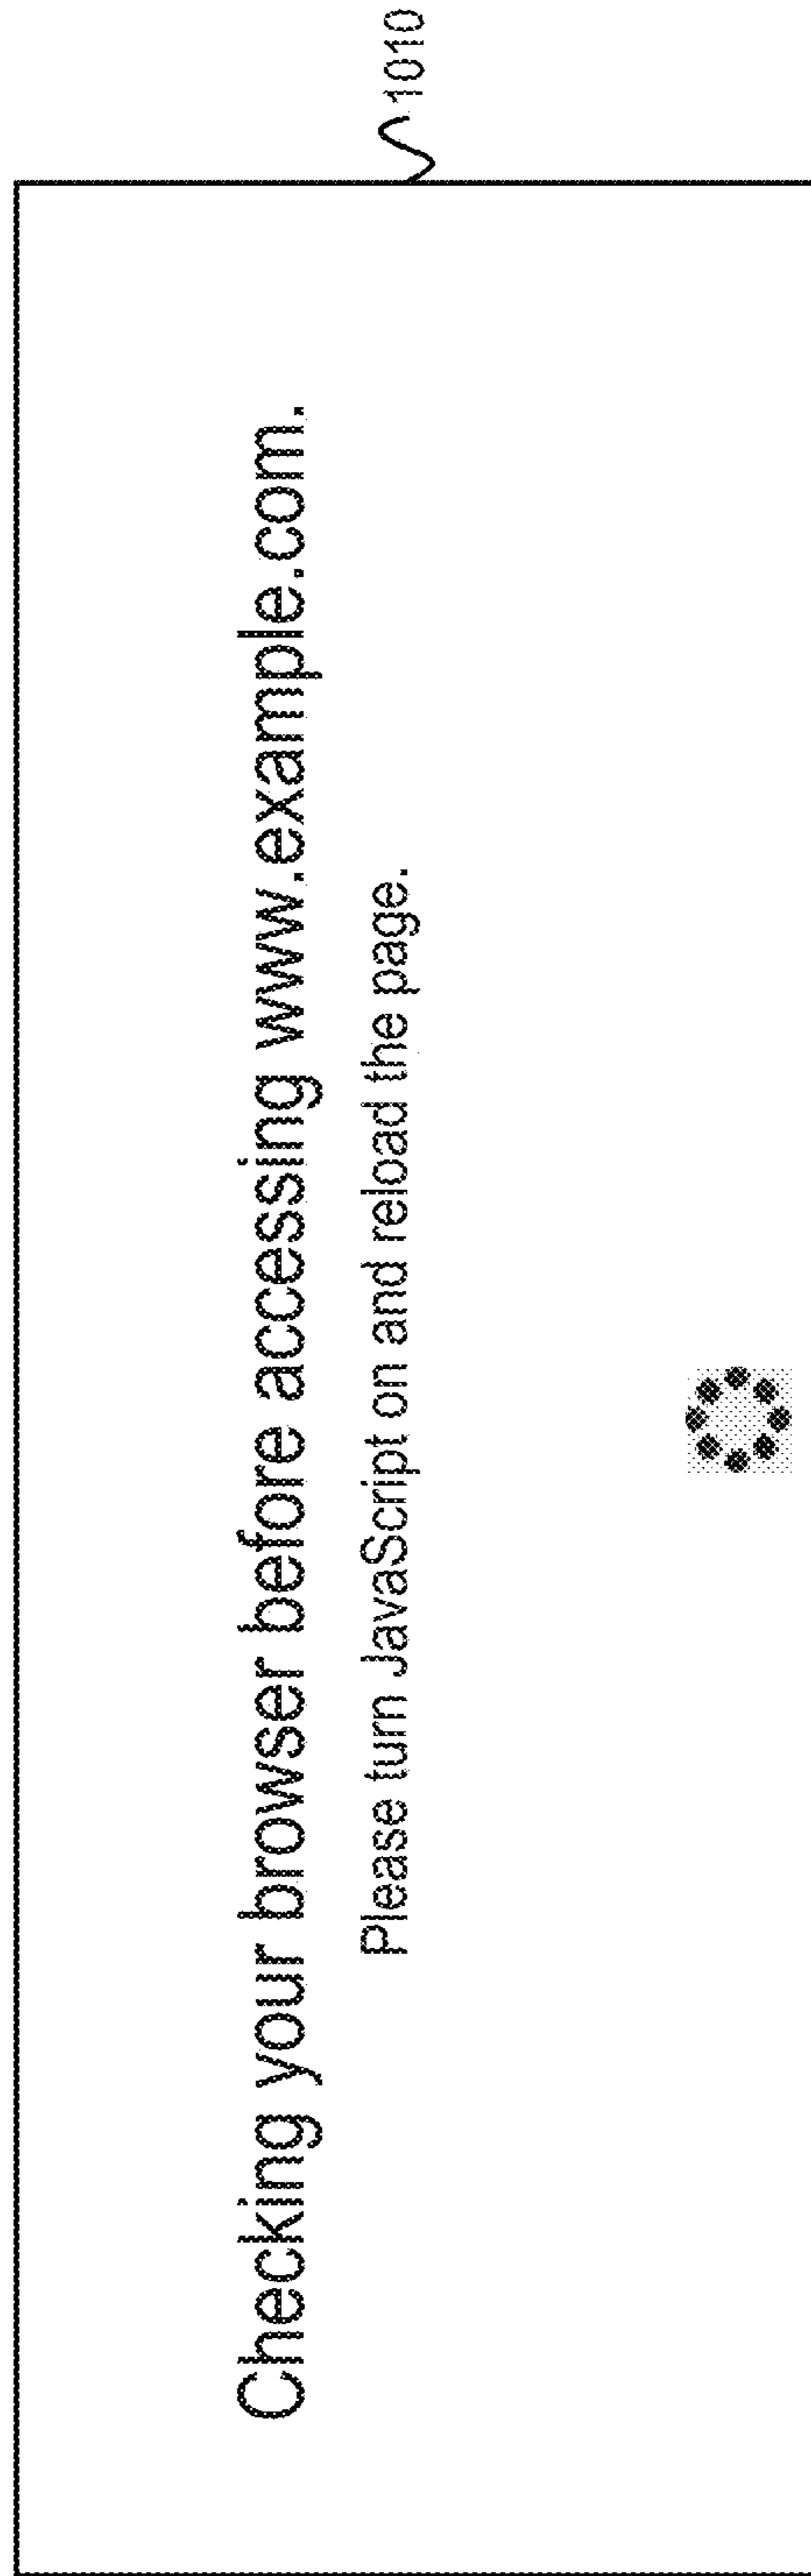 Checking your browser before accessing www.example.com.
Please turn JavaScript on and reload the page.
1010